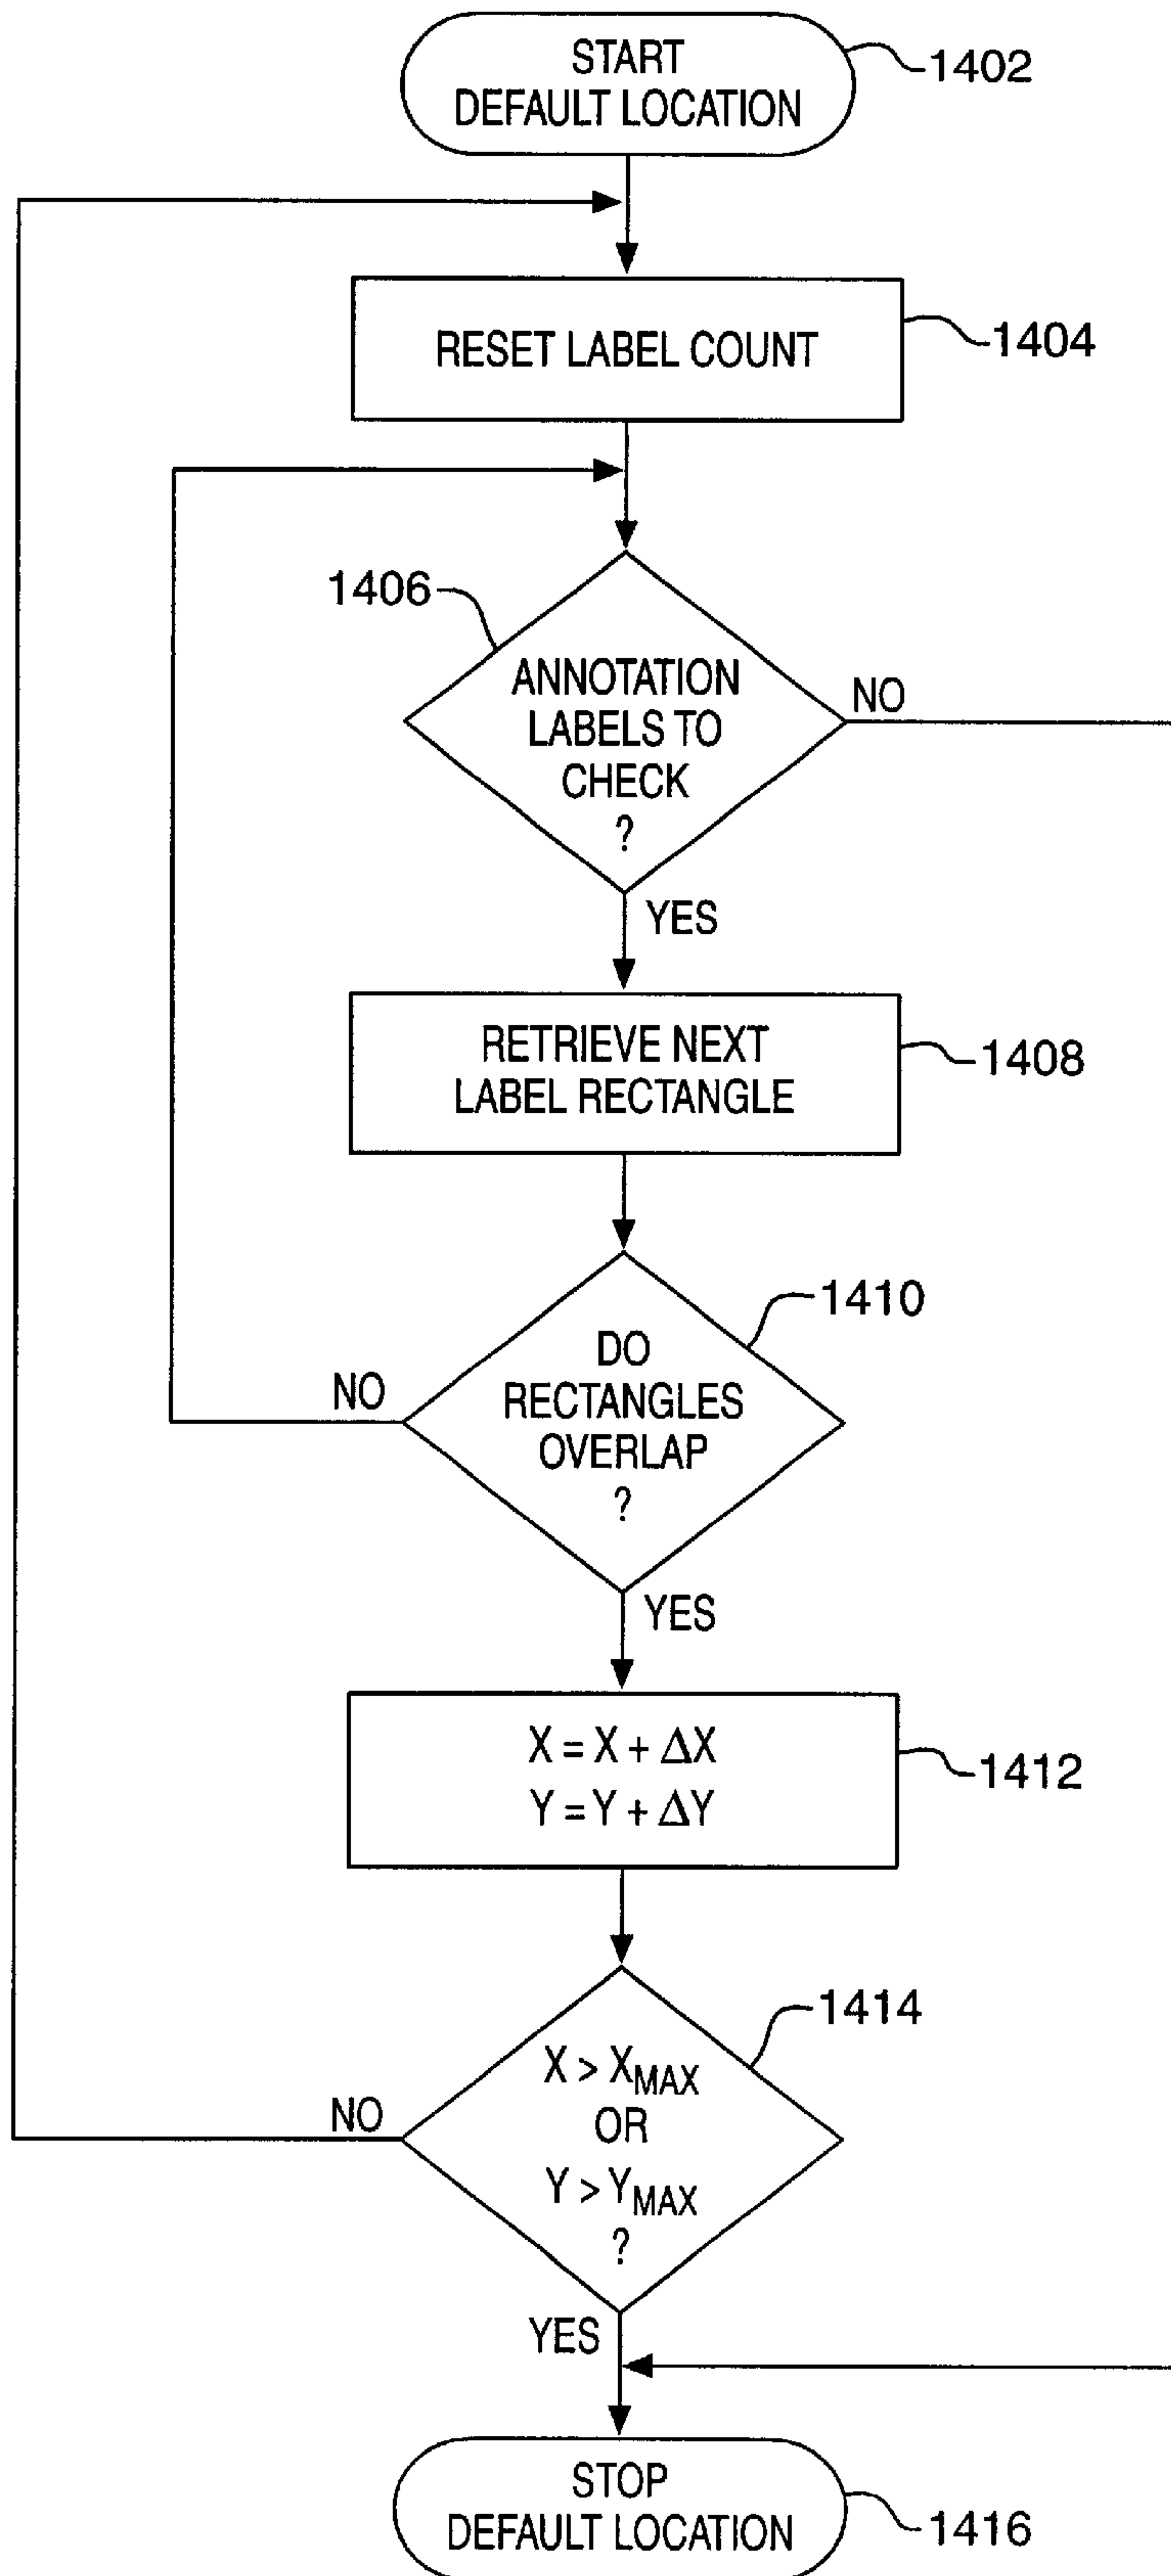 START
DEFAULT LOCATION
1402
RESET LABEL COUNT
1404
1406
ANNOTATION
LABELS TO
CHECK
?
NO
YES
RETRIEVE NEXT
LABEL RECTANGLE
1408
DO
RECTANGLES
OVERLAP
?
1410
NO
YES
X = X + ΔX
Y = Y + ΔY
1412
X > XMAX
OR
Y > YMAX
?
1414
NO
YES
STOP
DEFAULT LOCATION
1416